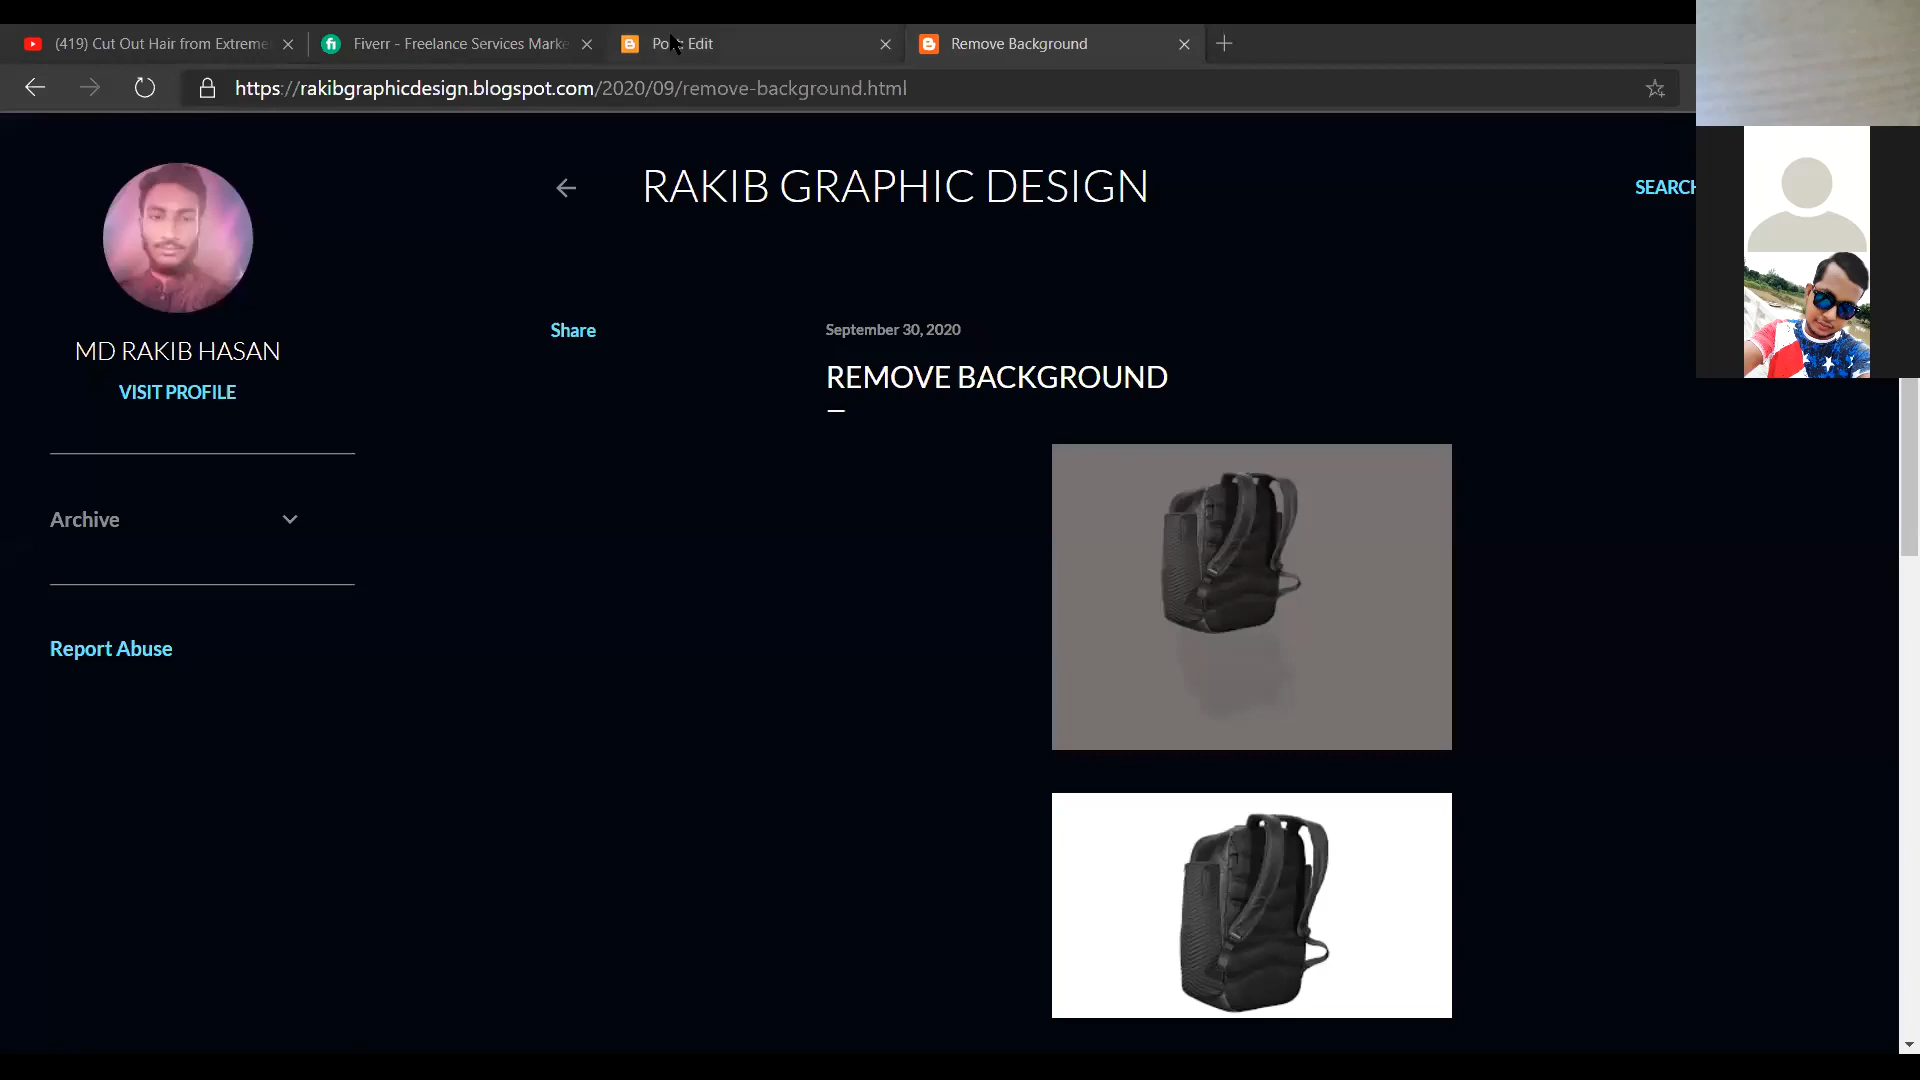 (419) Cut Out Hair from Extreme
Fiverr - Freelance Services Marke
Edit
Remove Background
https://rakibgraphicdesign.blogspot.com/2020/09/remove-background.html
RAKIB GRAPHIC DESIGN
SEARCH
Share
September 30, 2020
REMOVE BACKGROUND
MD RAKIB HASAN
VISIT PROFILE
Archive
Report Abuse